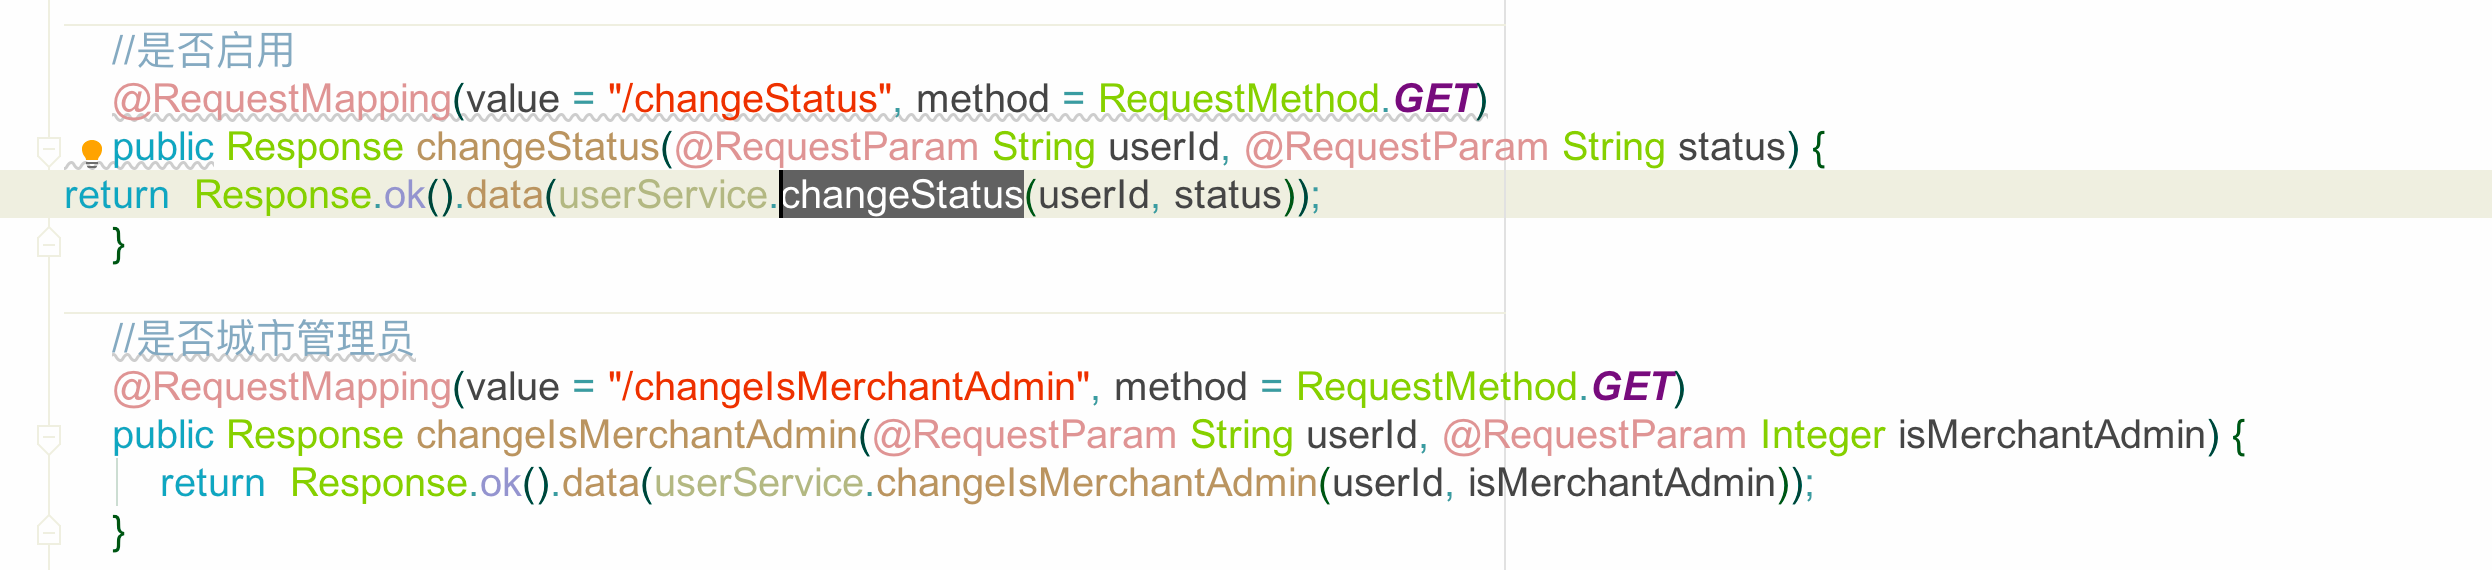 //是否启用
@RequestMapping(value = "/changeStatus", method = RequestMethod.GET)
public Response changeStatus(@RequestParam String userId, @RequestParam String status) {
return  Response.ok().data(userService.changeStatus(userId, status));
}
//是否城市管理员
@RequestMapping(value = "/changeIsMerchantAdmin", method = RequestMethod.GET)
public Response changeIsMerchantAdmin(@RequestParam String userId, @RequestParam Integer isMerchantAdmin) {
return  Response.ok().data(userService.changeIsMerchantAdmin(userId, isMerchantAdmin));
}